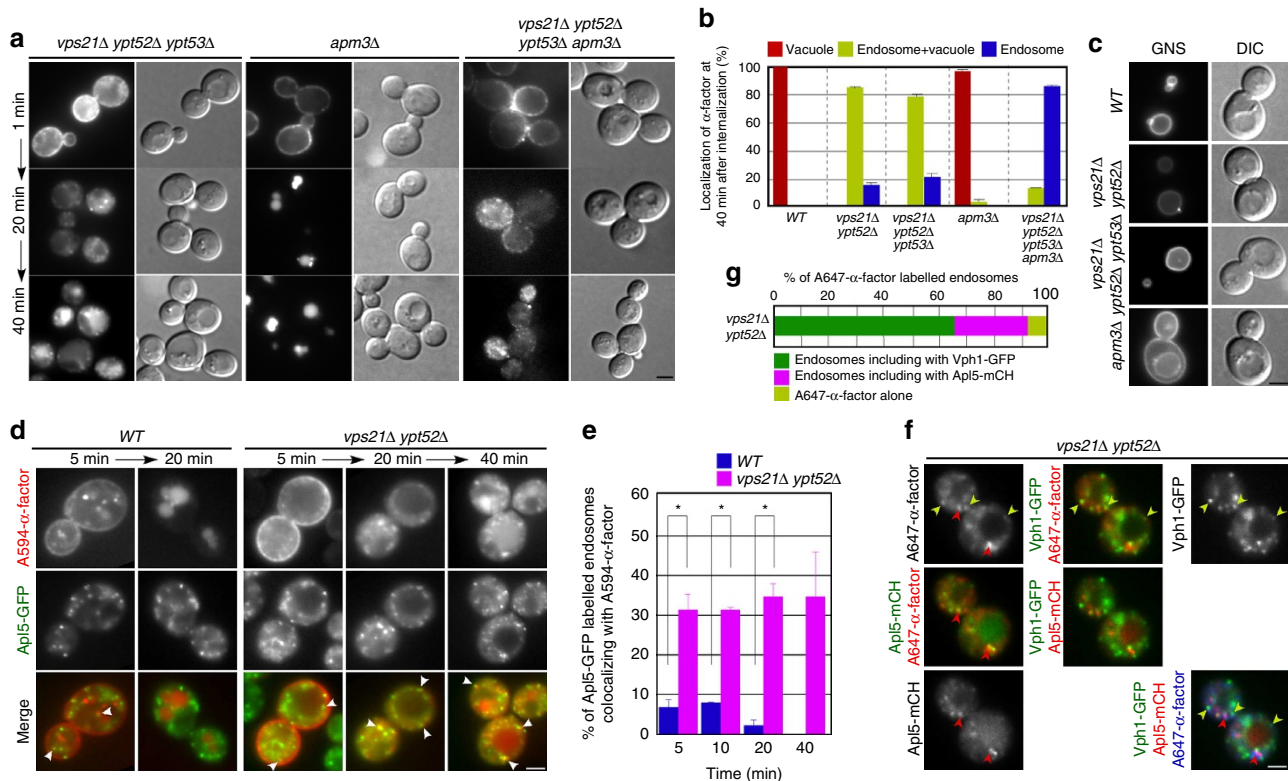 a
vps21Δ ypt52Δ ypt53Δ
apm3Δ
vps21Δ ypt52Δ
ypt53Δ apm3Δ
1 min
20 min
40 min
b
Vacuole
Endosome+vacuole
Endosome
Localization of α-factor at
40 min after internalization (%)
100
80
60
40
20
0
WT
vps21Δ
ypt52Δ
vps21Δ
ypt52Δ
ypt53Δ
apm3Δ
vps21Δ
ypt52Δ
ypt53Δ
apm3Δ
c
GNS
DIC
WT
vps21Δ ypt52Δ
vps21Δ ypt52Δ ypt53Δ
apm3Δ
g
% of A647-α-factor labelled endosomes
0 20 40 60 80 100
vps21Δ
ypt52Δ
Endosomes including with Vph1-GFP
Endosomes including with Apl5-mCH
A647-α-factor alone
d
WT
vps21Δ ypt52Δ
5 min 20 min
5 min 20 min 40 min
A594-α-factor
Apl5-GFP
Merge
e
WT
vps21Δ ypt52Δ
% of Apl5-GFP labelled endosomes
colocalizing with A594-α-factor
60
50
40
30
20
10
0
* * *
5 10 20 40
Time (min)
f
vps21Δ ypt52Δ
A647-α-factor
Vph1-GFP
A647-α-factor
Vph1-GFP
Apl5-mCH
A647-α-factor
Vph1-GFP
Apl5-mCH
Apl5-mCH
Vph1-GFP
Apl5-mCH
A647-α-factor